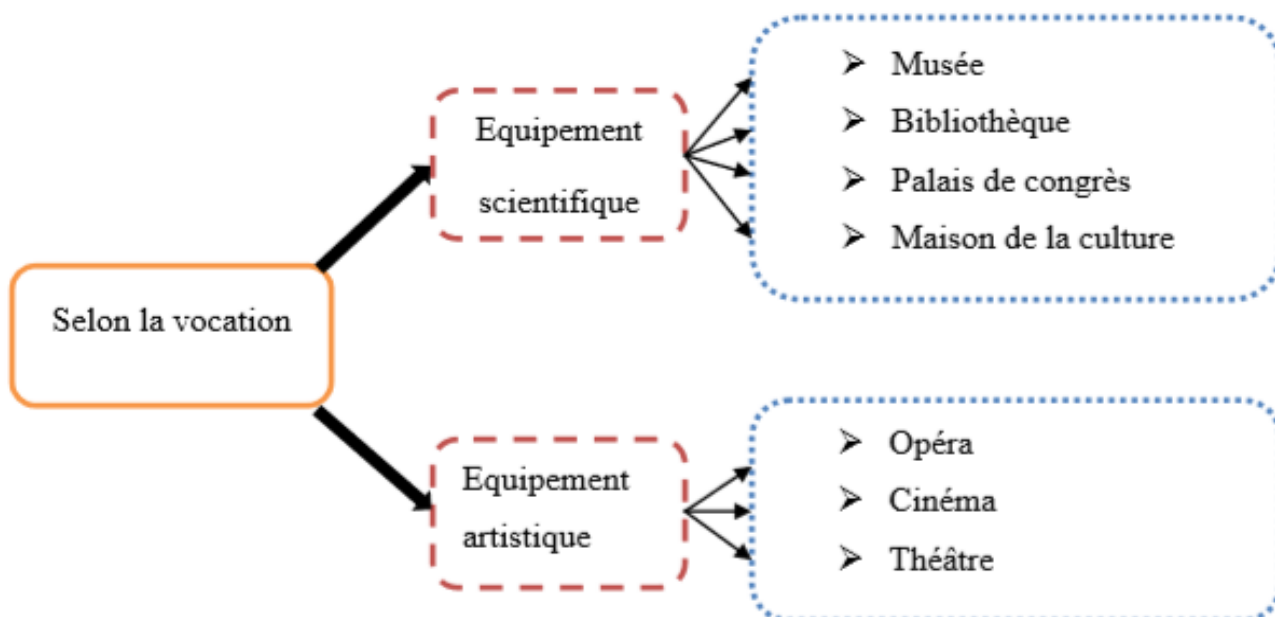 Selon la vocation
Equipement
scientifique
➢ Musée
➢ Bibliothèque
➢ Palais de congrès
➢ Maison de la culture
Equipement
artistique
➢ Opéra
➢ Cinéma
➢ Théâtre